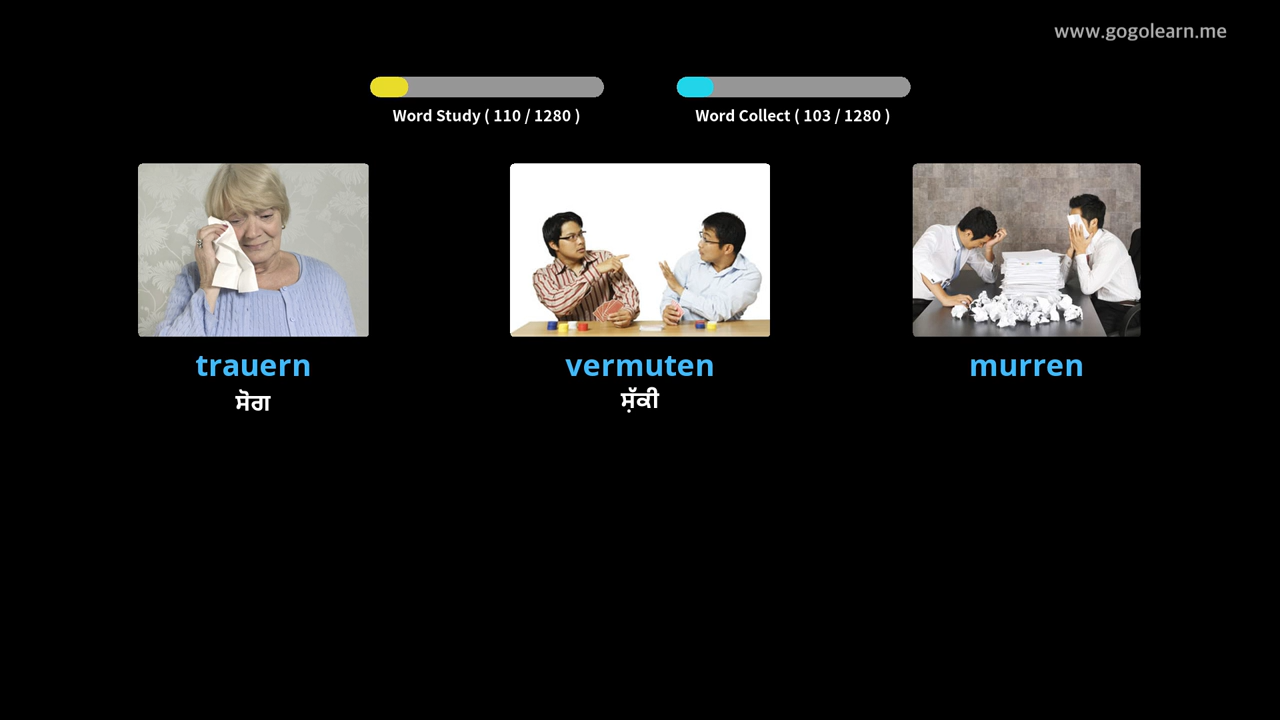 www.gogolearn.me
Word Study ( 110 / 1280 )
Word Collect ( 103 / 1280 )
trauern
vermuten
murren
ਸੋਗ
ਸ਼ੱਕੀ